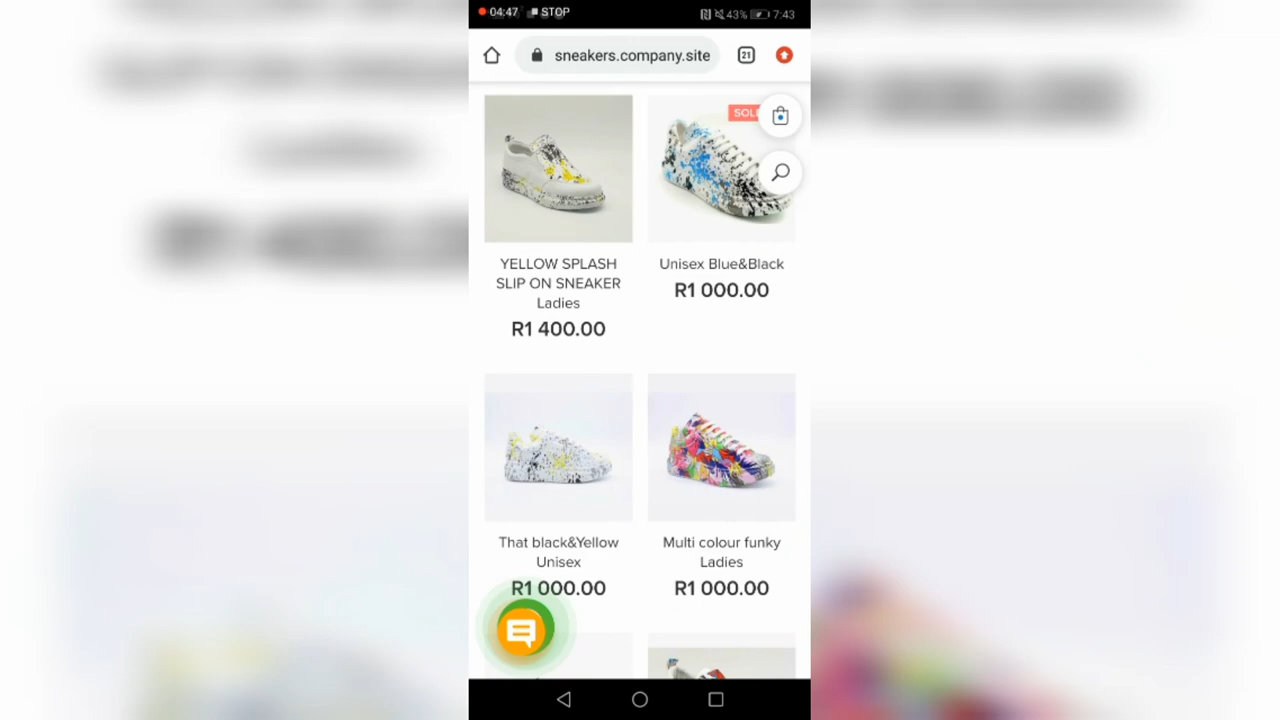 04:47 STOP 43% 7:43
sneakers.company.site 21
YELLOW SPLASH
SLIP ON SNEAKER
Ladies
R1 400.00
Unisex Blue&Black
R1 000.00
That black&Yellow
Unisex
R1 000.00
Multi colour funky
Ladies
R1 000.00